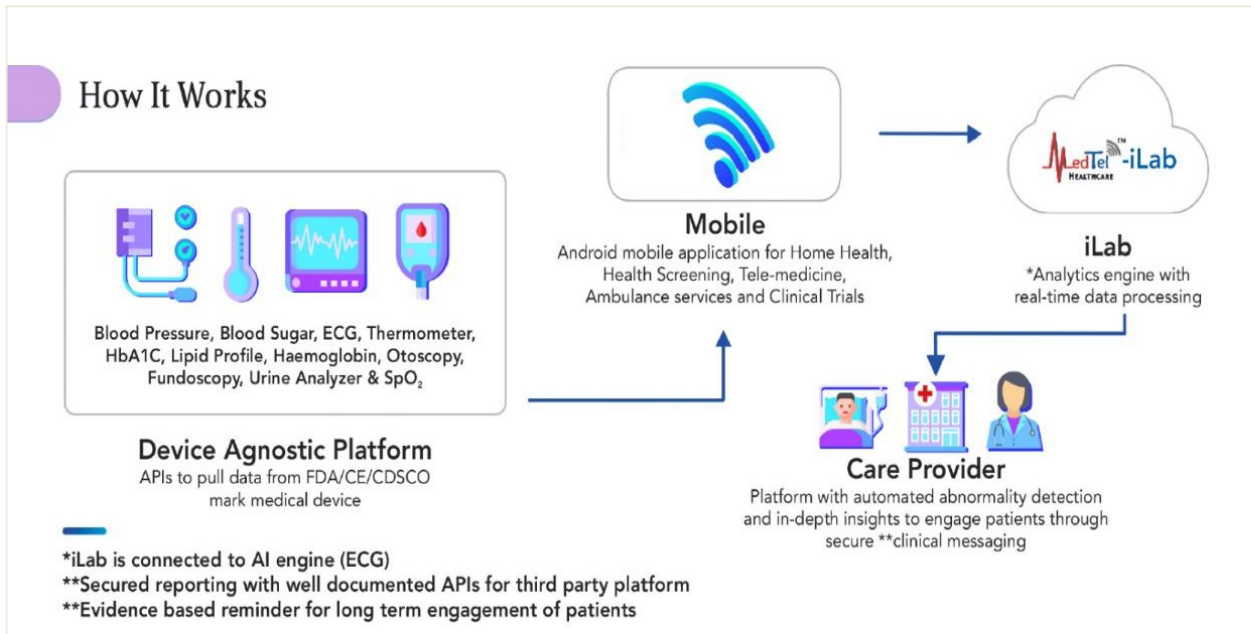 How It Works
Blood Pressure, Blood Sugar, ECG, Thermometer,
HbA1C, Lipid Profile, Haemoglobin, Otoscopy,
Fundoscopy, Urine Analyzer & SpO₂
Device Agnostic Platform
APIs to pull data from FDA/CE/CDSCO
mark medical device
Mobile
Android mobile application for Home Health,
Health Screening, Tele-medicine,
Ambulance services and Clinical Trials
MedTel™-iLab
HEALTHCARE
iLab
*Analytics engine with
real-time data processing
Care Provider
Platform with automated abnormality detection
and in-depth insights to engage patients through
secure **clinical messaging
*iLab is connected to AI engine (ECG)
**Secured reporting with well documented APIs for third party platform
**Evidence based reminder for long term engagement of patients